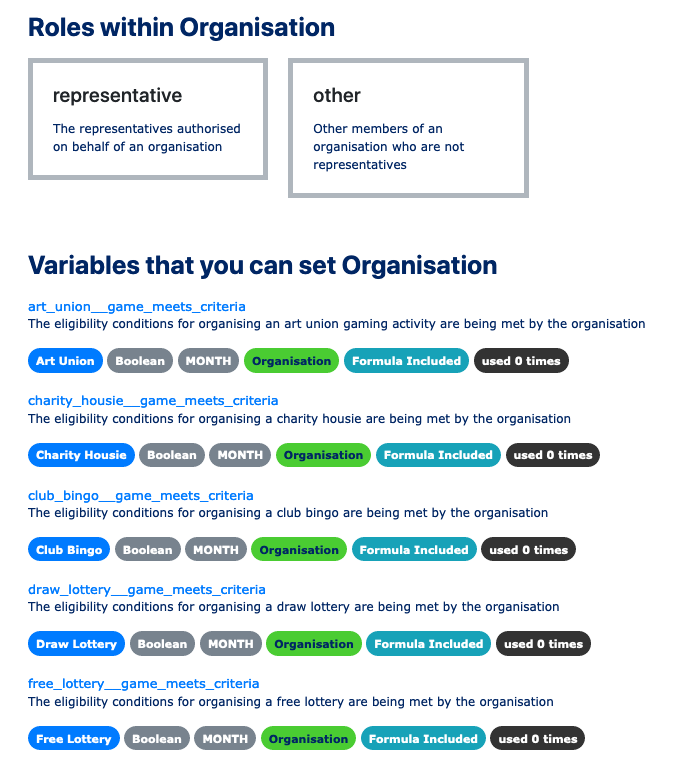 Roles within Organisation
representative
The representatives authorised
on behalf of an organisation
other
Other members of an
organisation who are not
representatives
Variables that you can set Organisation
art_union__game_meets_criteria
The eligibility conditions for organising an art union gaming activity are being met by the organisation
Art Union Boolean MONTH Organisation Formula Included used 0 times
charity_housie__game_meets_criteria
The eligibility conditions for organising a charity housie are being met by the organisation
Charity Housie Boolean MONTH Organisation Formula Included used 0 times
club_bingo__game_meets_criteria
The eligibility conditions for organising a club bingo are being met by the organisation
Club Bingo Boolean MONTH Organisation Formula Included used 0 times
draw_lottery__game_meets_criteria
The eligibility conditions for organising a draw lottery are being met by the organisation
Draw Lottery Boolean MONTH Organisation Formula Included used 0 times
free_lottery__game_meets_criteria
The eligibility conditions for organising a free lottery are being met by the organisation
Free Lottery Boolean MONTH Organisation Formula Included used 0 times